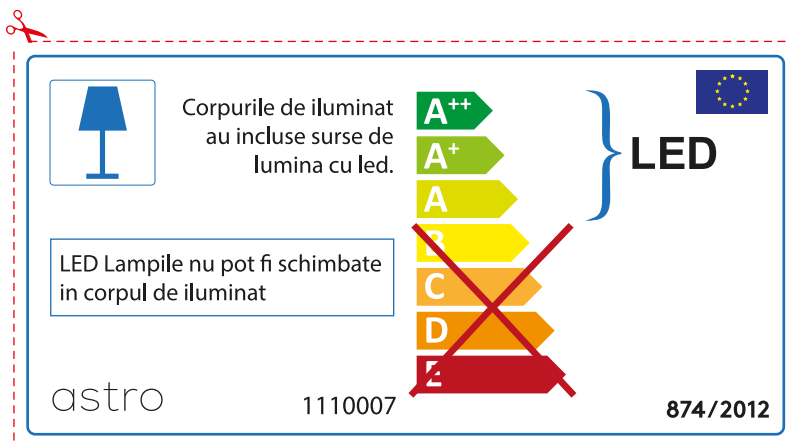 Corpurile de iluminat
au incluse surse de
lumina cu led.
LED Lampile nu pot fi schimbate
in corpul de iluminat
astro
1110007
A++
A+
A
B
C
D
E
LED
874/2012